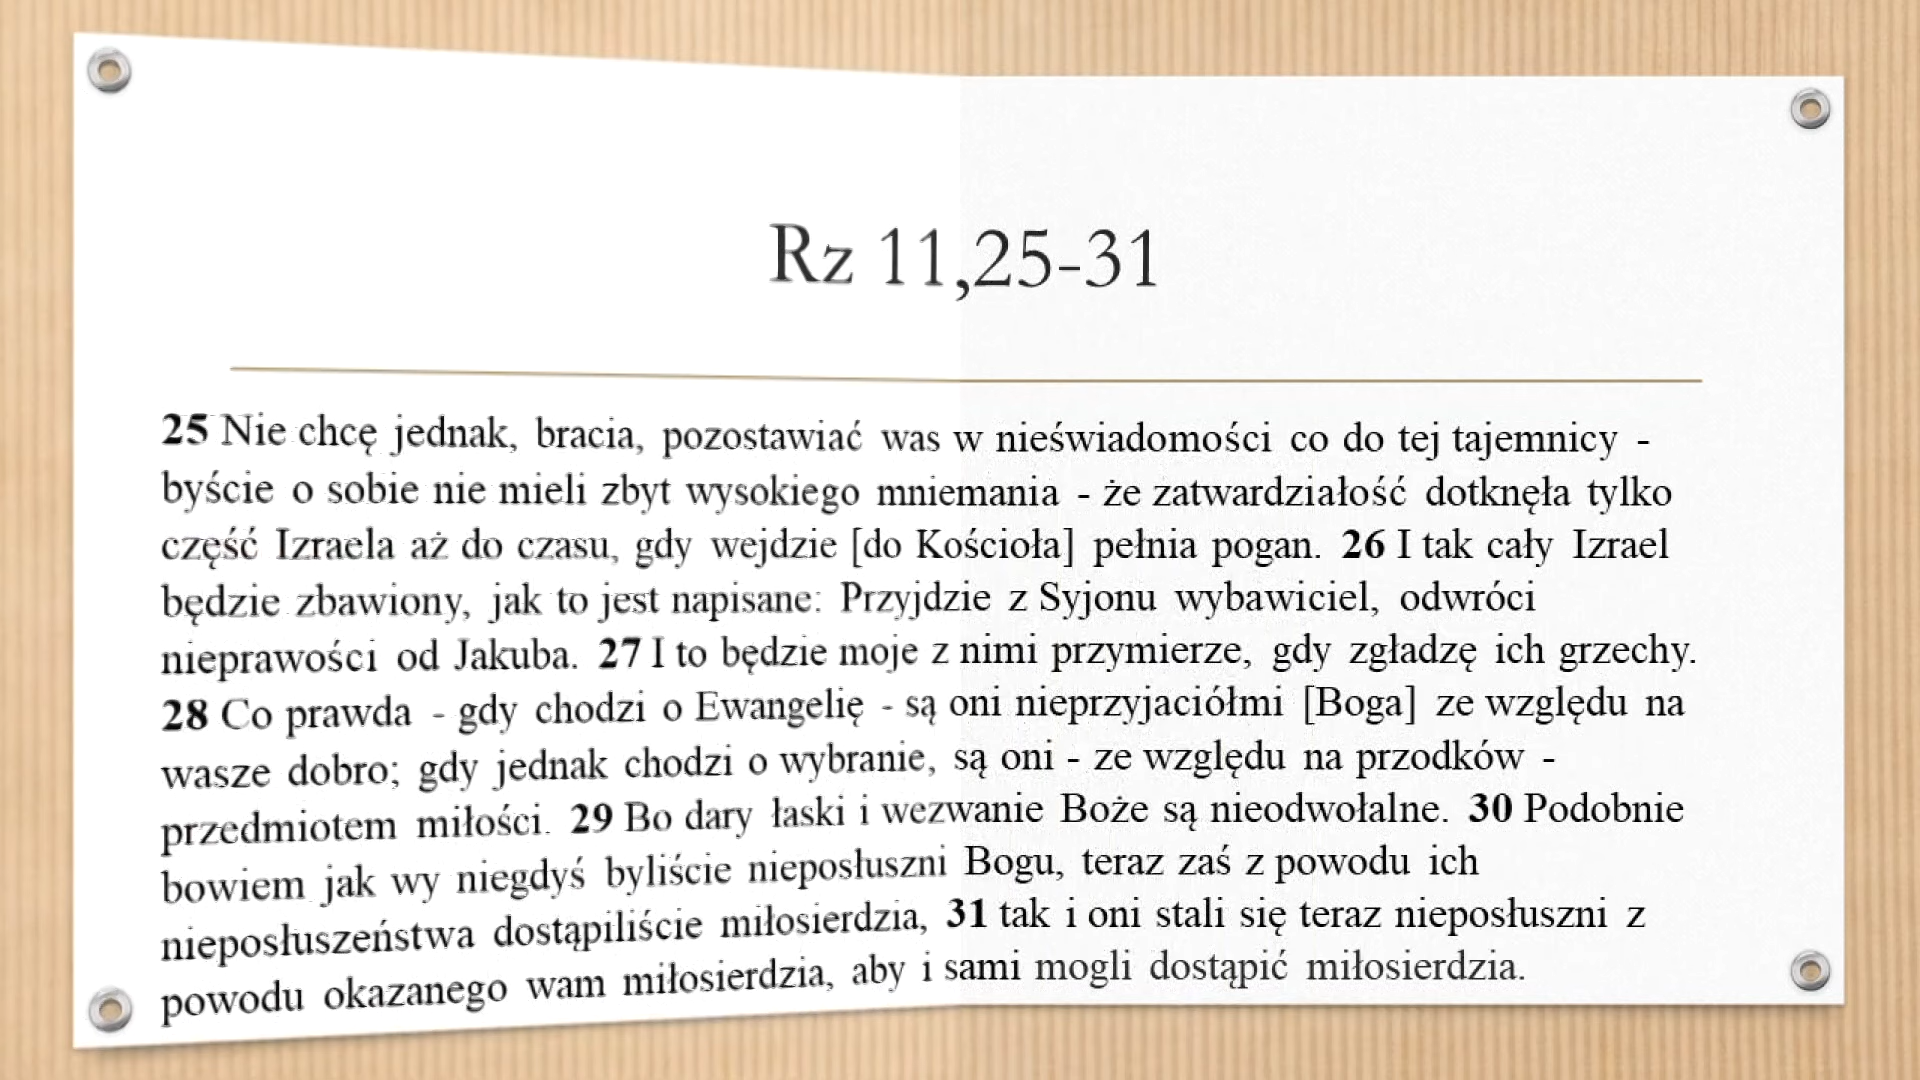 Rz 11,25-31
25 Nie chcę jednak, bracia, pozostawiać was w nieświadomości co do tej tajemnicy -
byście o sobie nie mieli zbyt wysokiego mniemania - że zatwardziałość dotknęła tylko
część Izraela aż do czasu, gdy wejdzie [do Kościoła] pełnia pogan. 26 I tak cały Izrael
będzie zbawiony, jak to jest napisane: Przyjdzie z Syjonu wybawiciel, odwróci
nieprawości od Jakuba. 27 I to będzie moje z nimi przymierze, gdy zgładzę ich grzechy.
28 Co prawda - gdy chodzi o Ewangelię - są oni nieprzyjaciółmi [Boga] ze względu na
wasze dobro; gdy jednak chodzi o wybranie, są oni - ze względu na przodków -
przedmiotem miłości. 29 Bo dary łaski i wezwanie Boże są nieodwołalne. 30 Podobnie
bowiem jak wy niegdyś byliście nieposłuszni Bogu, teraz zaś z powodu ich
nieposłuszeństwa dostąpiliście miłosierdzia, 31 tak i oni stali się teraz nieposłuszni z
powodu okazanego wam miłosierdzia, aby i sami mogli dostąpić miłosierdzia.